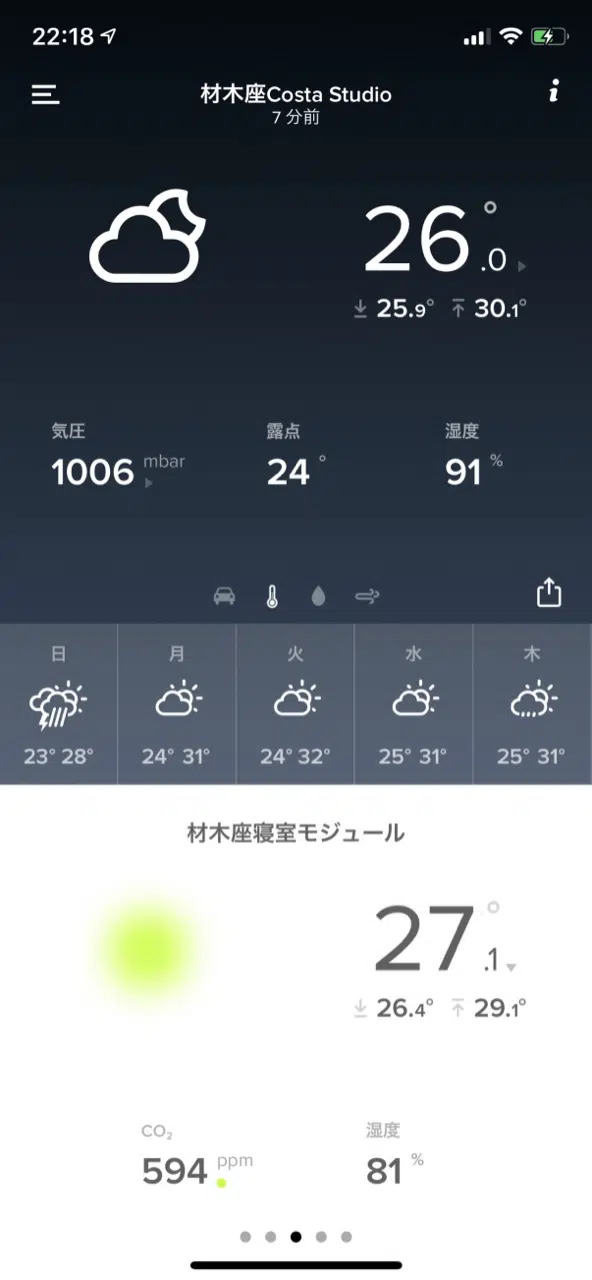 22:18
材木座Costa Studio
7 分前
26.0°
25.9° 30.1°
気圧 露点 湿度
1006 mbar 24° 91%
日 月 火 水 木
23° 28° 24° 31° 24° 32° 25° 31° 25° 31°
材木座寝室モジュール
27.1°
26.4° 29.1°
CO₂ 湿度
594 ppm 81%